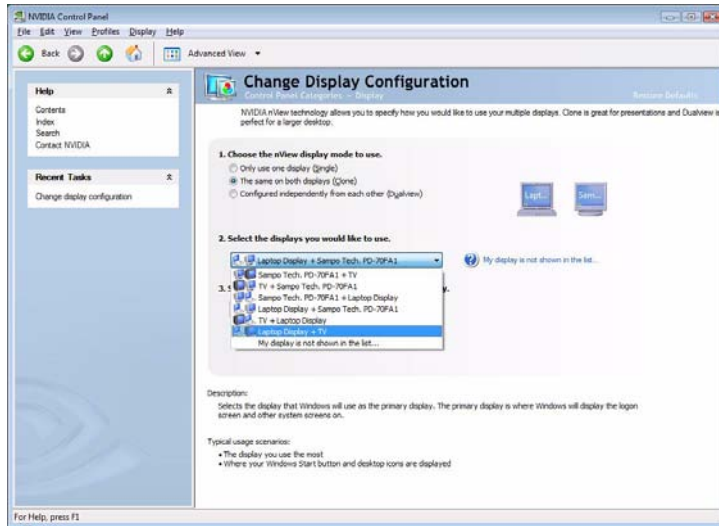 NVIDIA Control Panel
File Edit View Profiles Display Help
Back Advanced View
Help
Contents
Index
Search
Contact NVIDIA
Recent Tasks
Change display configuration
Change Display Configuration
Control Panel Categories > Display Restore Defaults
NVIDIA nView technology allows you to specify how you would like to use your multiple displays. Clone is great for presentations and Dualview is
perfect for a larger desktop.
1. Choose the nView display mode to use.
Only use one display (Single)
The same on both displays (Clone)
Configured independently from each other (Dualview)
Lapt... Sam...
2. Select the displays you would like to use.
Laptop Display + Sampo Tech. PD-70FA1
My display is not shown in the list...
Sampo Tech. PD-70FA1 + TV
3. S
TV + Sampo Tech. PD-70FA1
y.
Sampo Tech. PD-70FA1 + Laptop Display
Laptop Display + Sampo Tech. PD-70FA1
TV + Laptop Display
Laptop Display + TV
My display is not shown in the list...
Description:
Selects the display that Windows will use as the primary display. The primary display is where Windows will display the logon
screen and other system screens on.
Typical usage scenarios:
• The display you use the most
• Where your Windows Start button and desktop icons are displayed
For Help, press F1